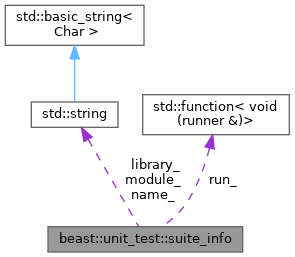 std::basic_string<
Char >
std::string
std::function< void
(runner &)>
library_
module_
name_
run_
beast::unit_test::suite_info